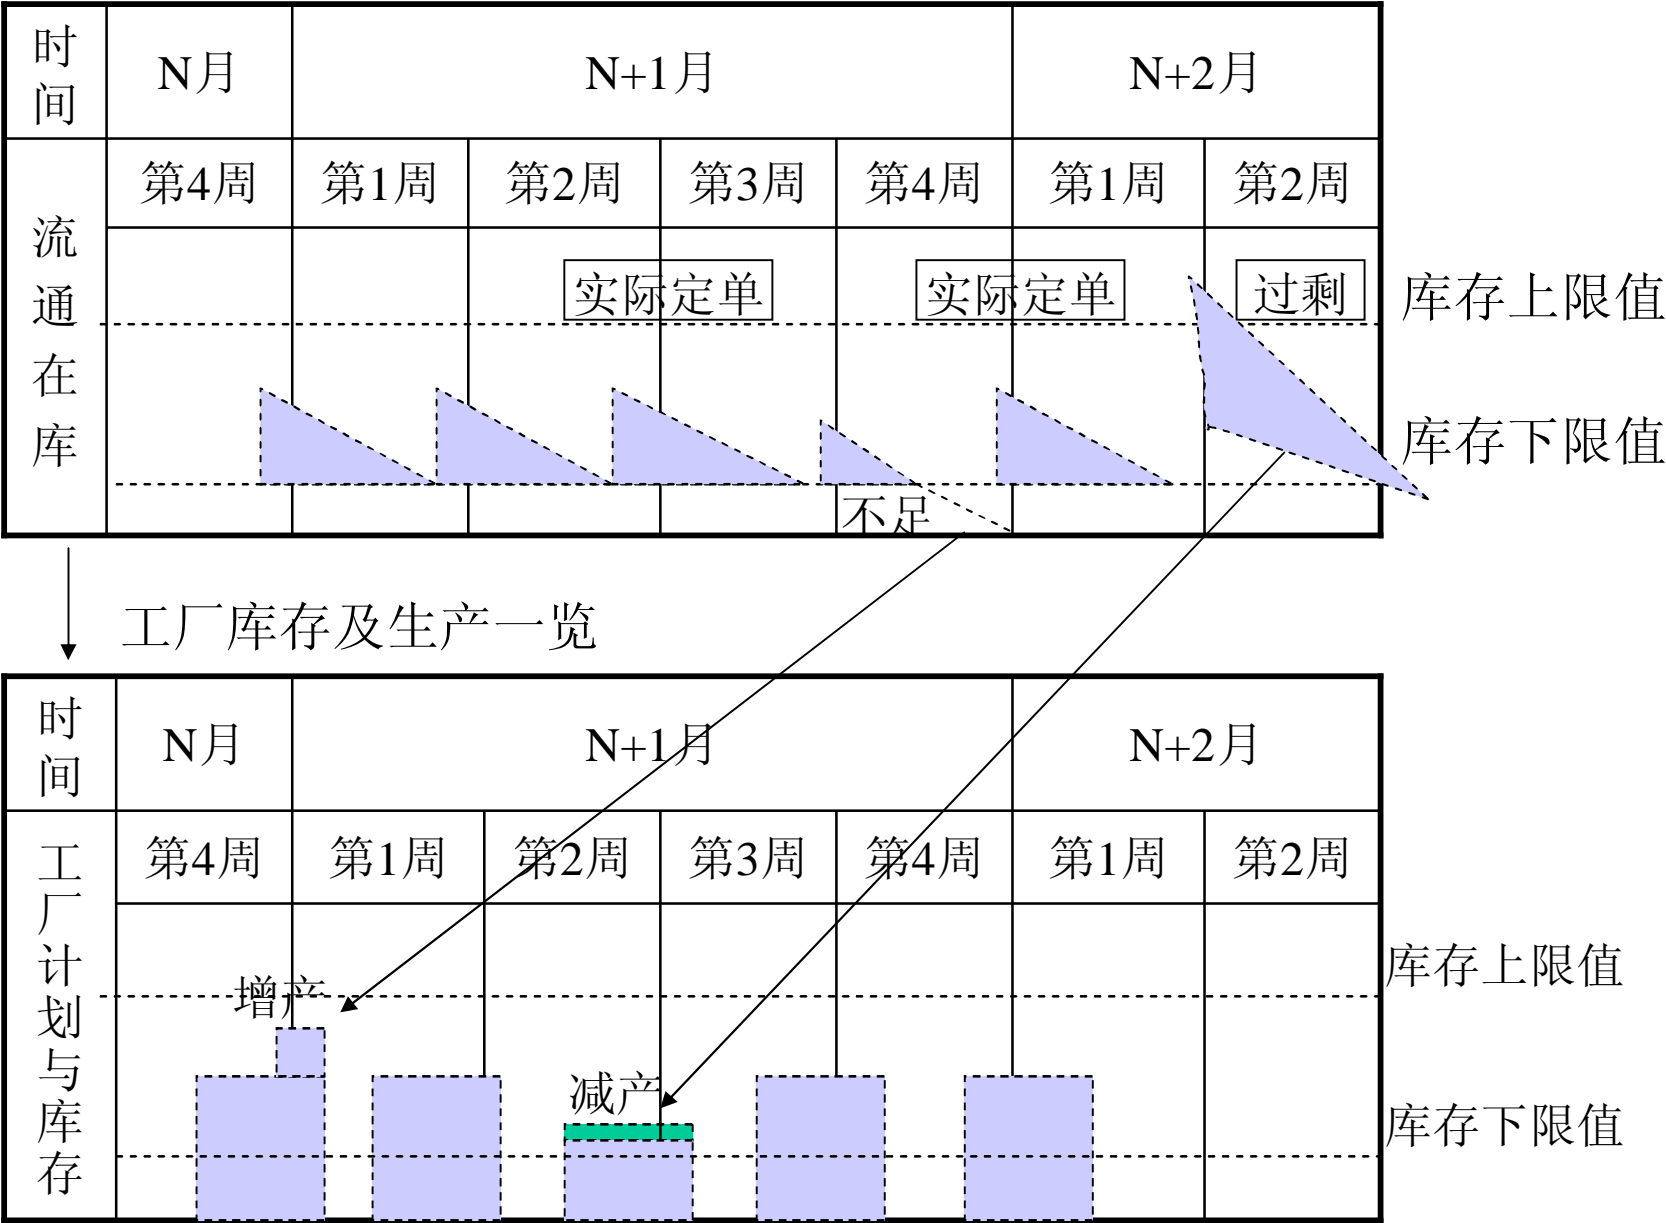 时间
N月
N+1月
N+2月
流通在库
第4周
第1周
第2周
第3周
第4周
第1周
第2周
实际定单
实际定单
过剩
库存上限值
库存下限值
不足
工厂库存及生产一览
时间
N月
N+1月
N+2月
工厂计划与库存
第4周
第1周
第2周
第3周
第4周
第1周
第2周
库存上限值
增产
减产
库存下限值